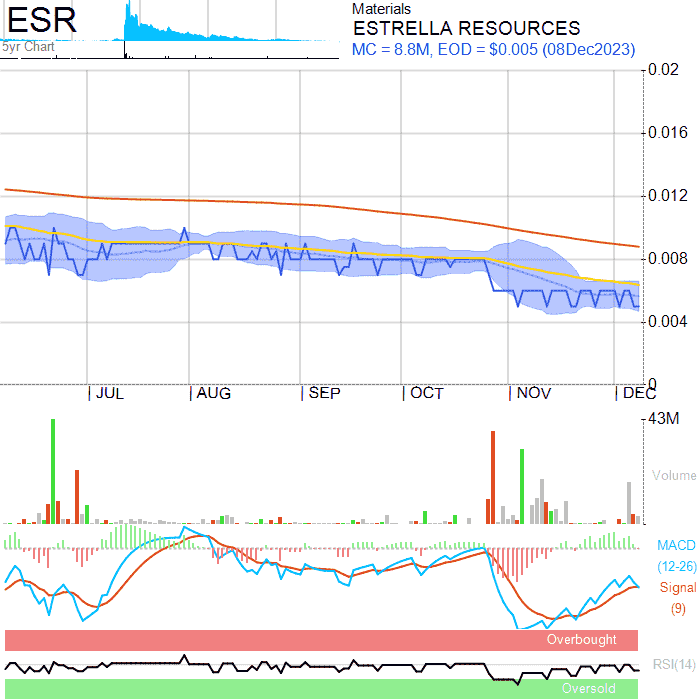 ESR
5yr Chart
Materials
ESTRELLA RESOURCES
MC = 8.8M, EOD = $0.005 (08Dec2023)
0.02
0.016
0.012
0.008
0.004
0
JUL AUG SEP OCT NOV DEC
43M
Volume
MACD
(12-26)
Signal
(9)
Overbought
RSI(14)
Oversold